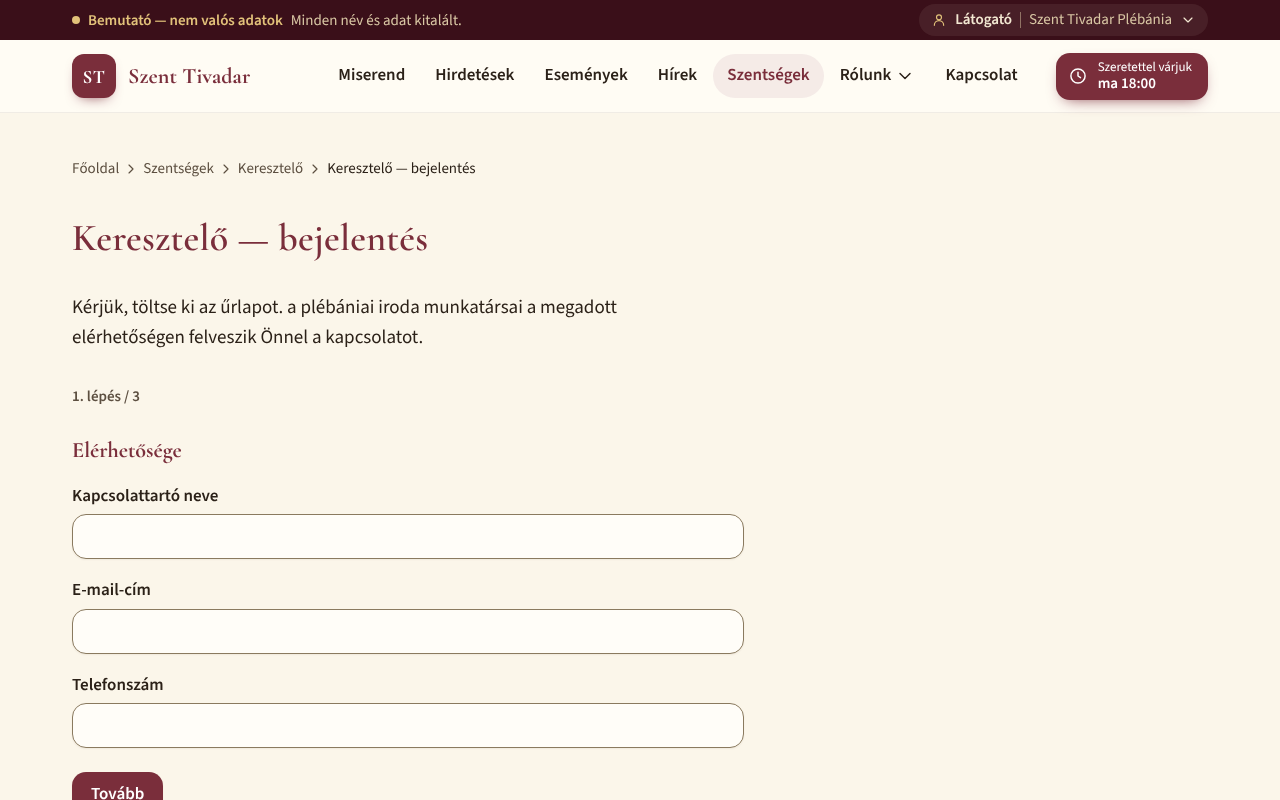 Bemutató — nem valós adatok Minden név és adat kitalált.
Látogató Szent Tivadar Plébánia
ST Szent Tivadar
Miserend Hirdetések Események Hírek Szentségek Rólunk Kapcsolat
Szeretettel várjuk
ma 18:00
Főoldal Szentségek Keresztelő Keresztelő — bejelentés
Keresztelő — bejelentés
Kérjük, töltse ki az űrlapot. a plébániai iroda munkatársai a megadott
elérhetőségen felveszik Önnel a kapcsolatot.
1. lépés / 3
Elérhetősége
Kapcsolattartó neve
E-mail-cím
Telefonszám
Tovább